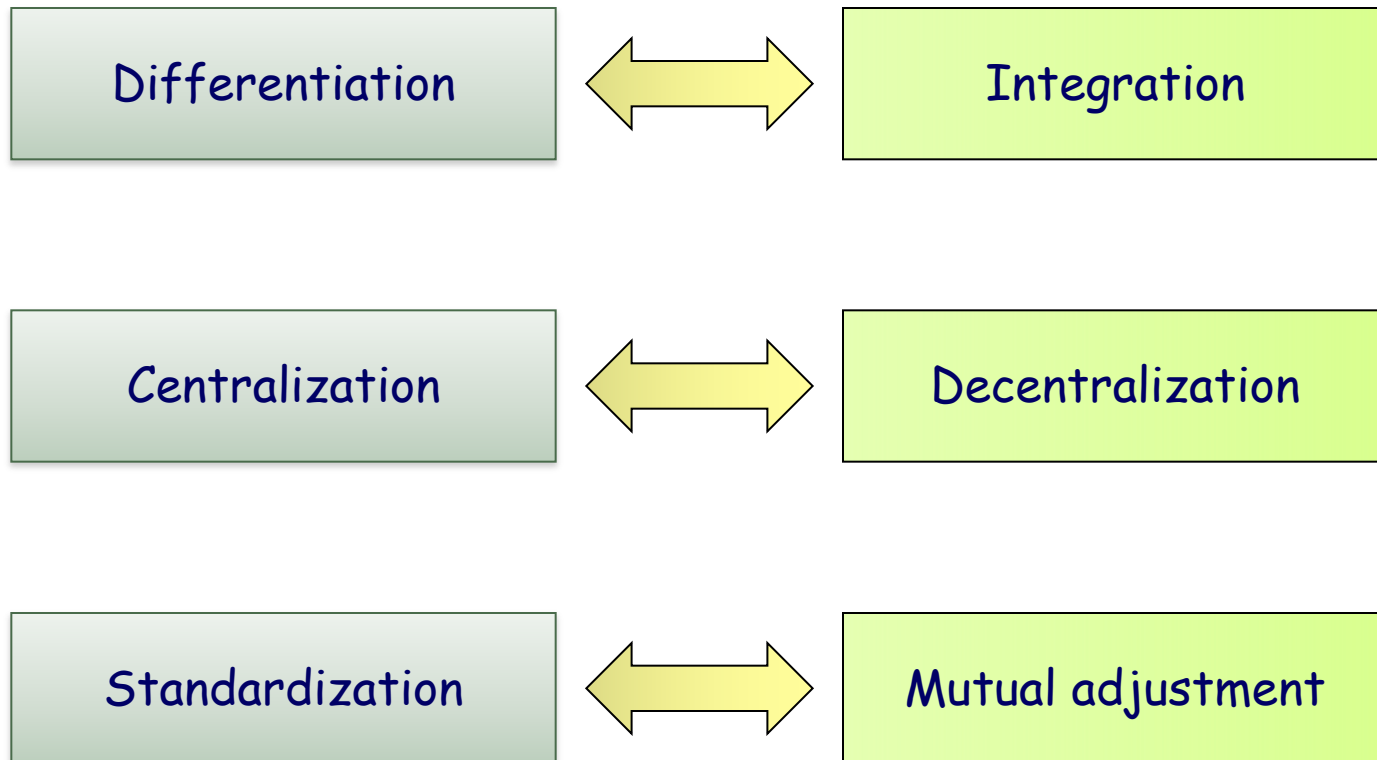 Differentiation
Integration
Centralization
Decentralization
Standardization
Mutual adjustment